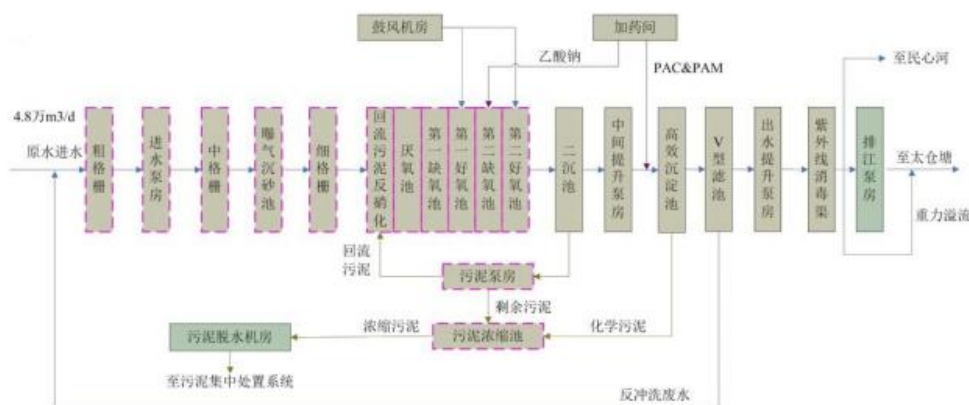 鼓风机房
加药间
乙酸钠
PAC&PAM
至民心河
4.8万m3/d
原水进水
粗格栅
进水泵房
中格栅
曝气沉砂池
细格栅
回流污泥反硝化
厌氧池
第一缺氧池
第一好氧池
第二缺氧池
第二好氧池
二沉池
中间提升泵房
高效沉淀池
V型滤池
出水提升泵房
紫外线消毒渠
排江泵房
至太仓塘
重力溢流
回流
污泥
污泥泵房
剩余污泥
污泥脱水机房
浓缩污泥
污泥浓缩池
化学污泥
至污泥集中处置系统
反冲洗废水